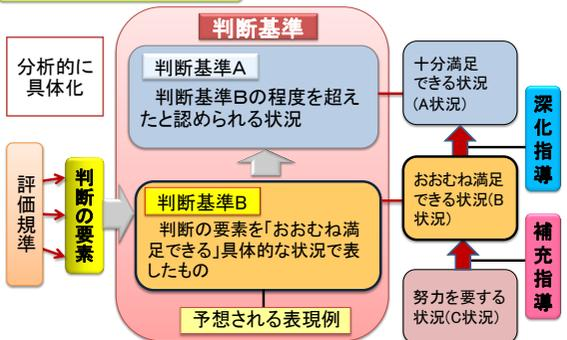 判断基準
分析的に
具体化
判断基準A
判断基準Bの程度を超え
たと認められる状況
十分満足
できる状況
(A状況)
深化指導
評価規準
判断の要素
判断基準B
判断の要素を「おおむね満
足できる」具体的な状況で表
したもの
おおむね満足
できる状況(B
状況)
補充指導
予想される表現例
努力を要する
状況(C状況)